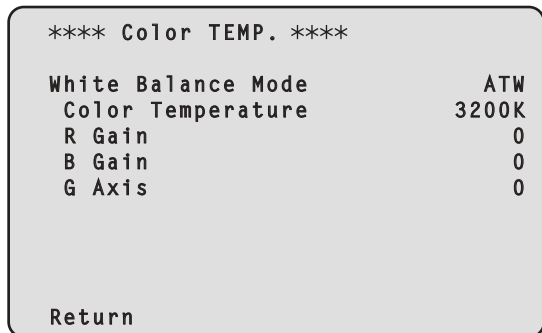 **** Color TEMP. ****
White Balance Mode ATW
Color Temperature 3200K
R Gain 0
B Gain 0
G Axis 0
Return